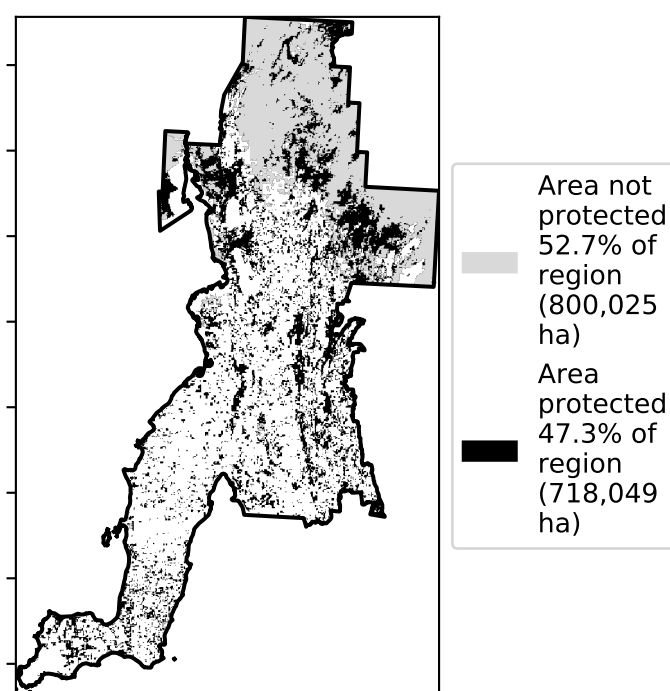 Area not
protected
52.7% of
region
(800,025
ha)
Area
protected
47.3% of
region
(718,049
ha)